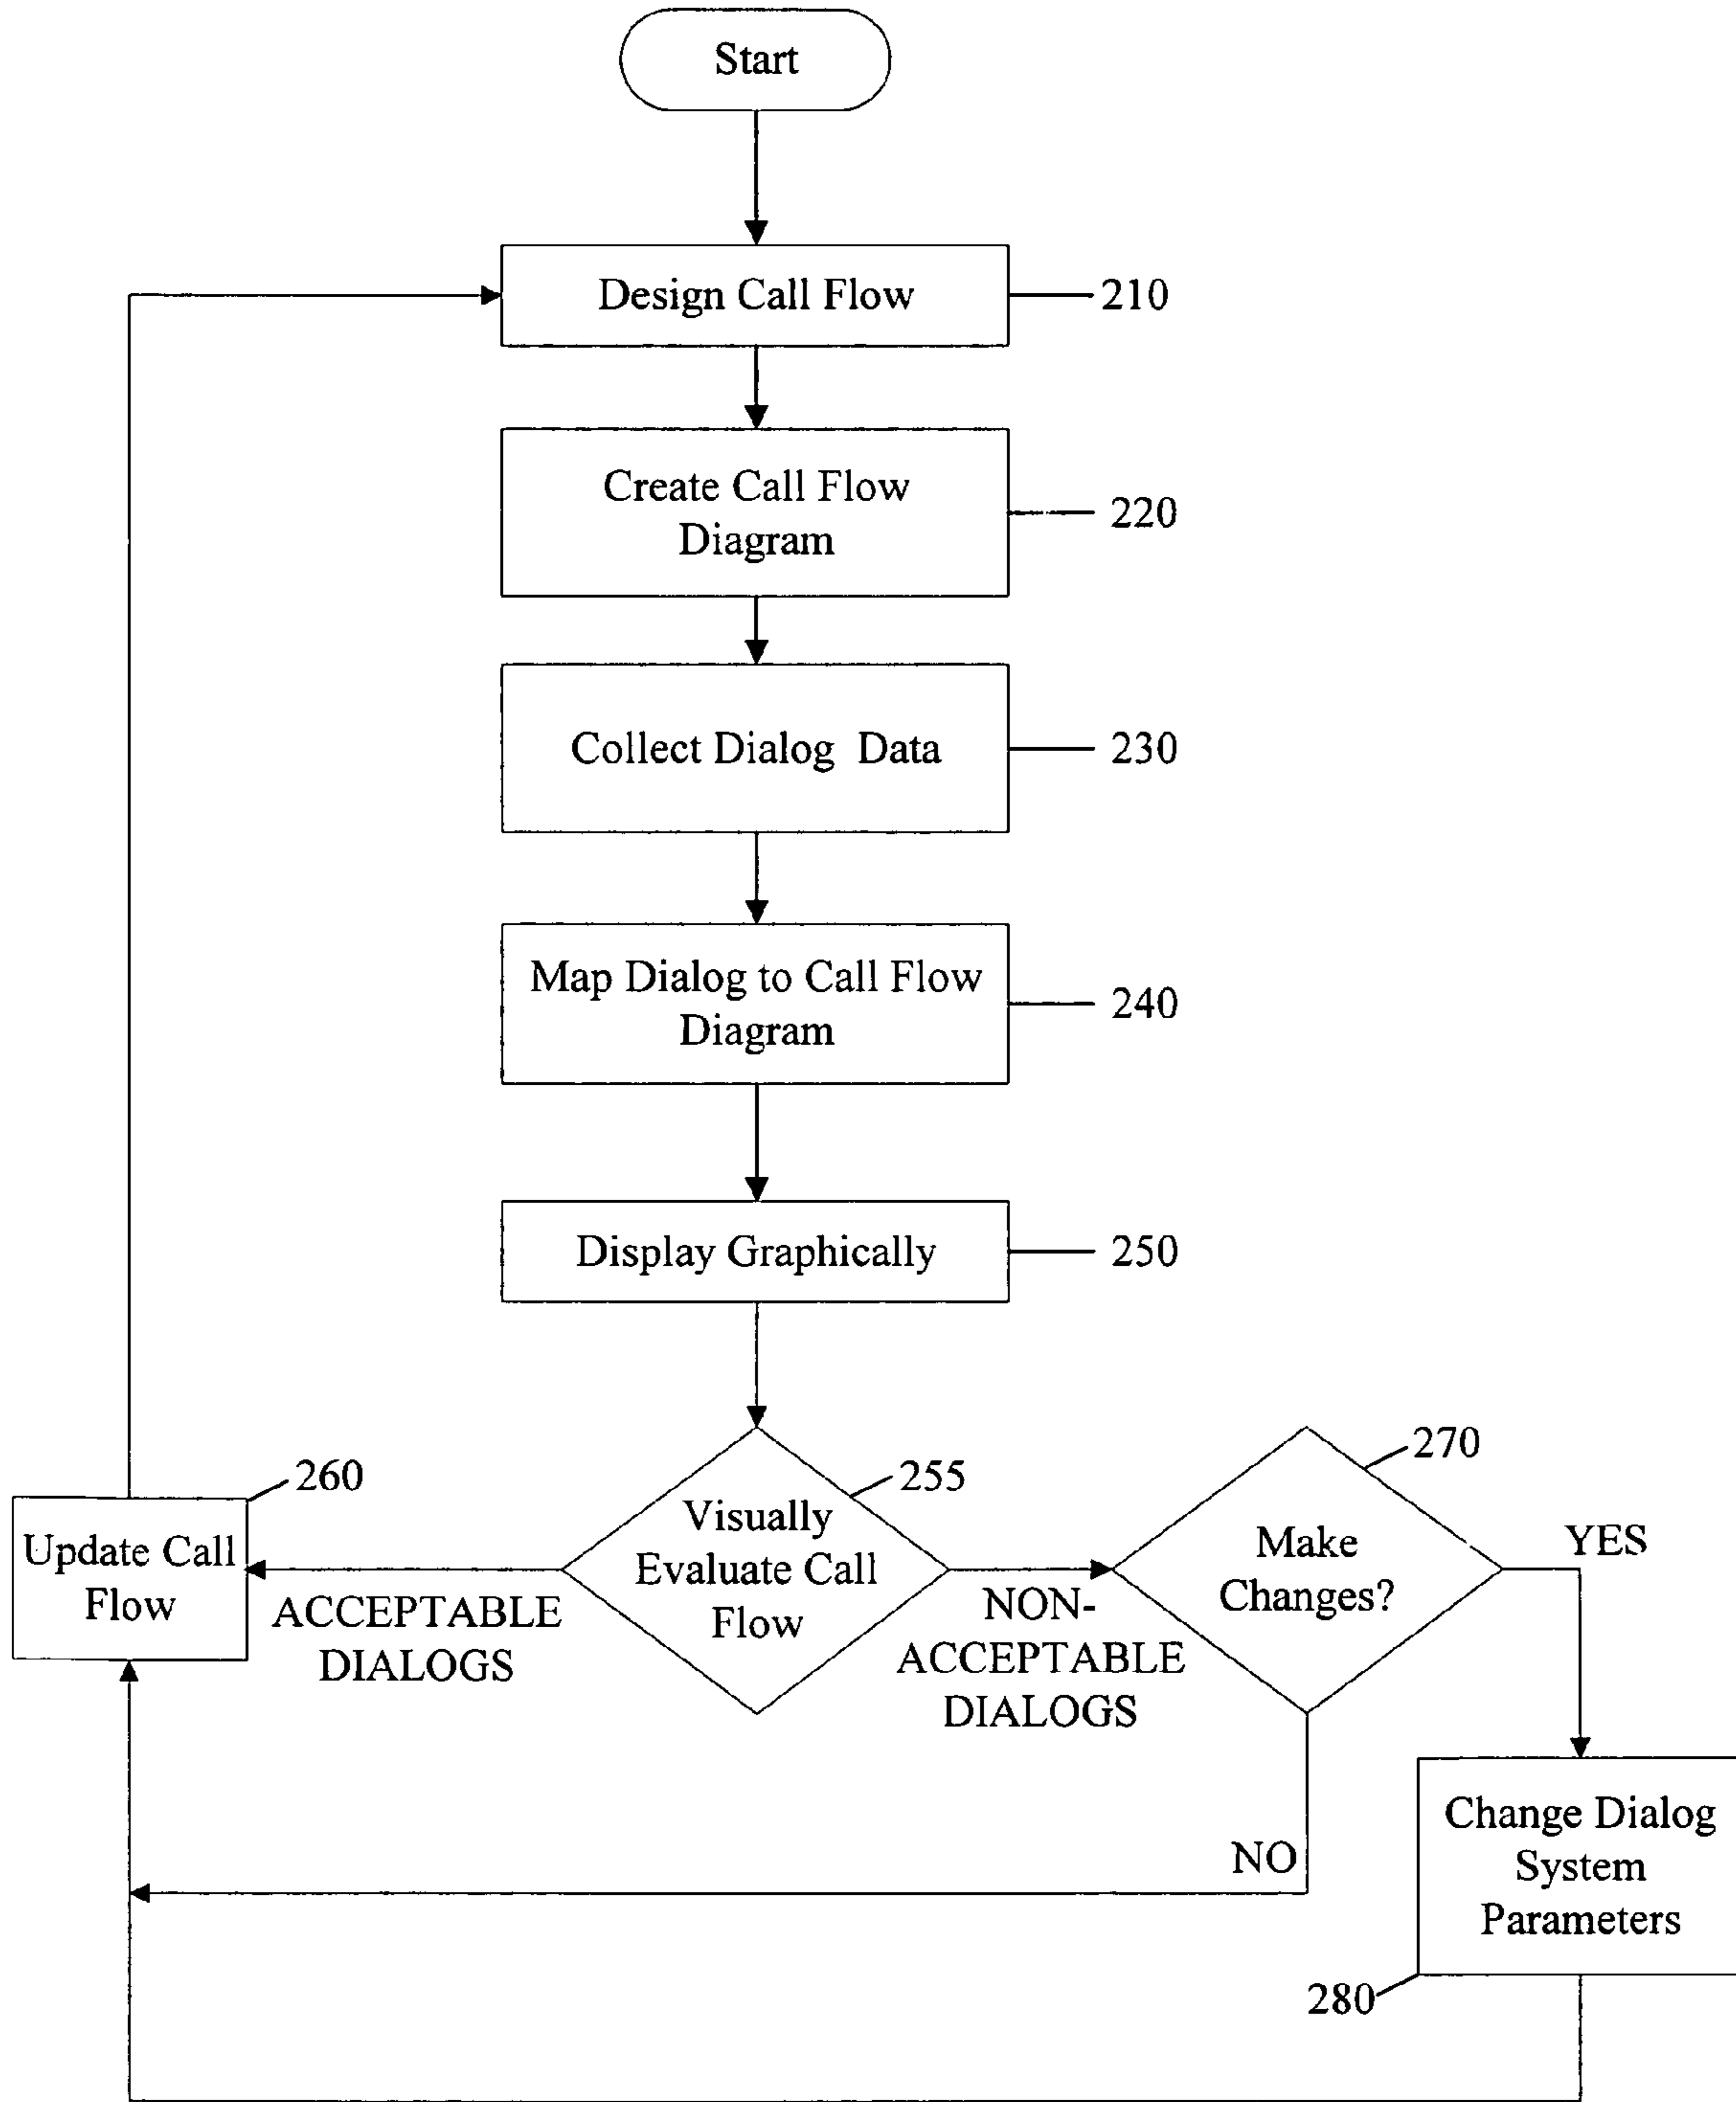 Start
Design Call Flow
210
Create Call Flow
Diagram
220
Collect Dialog Data
230
Map Dialog to Call Flow
Diagram
240
Display Graphically
250
260
Update Call
Flow
ACCEPTABLE
DIALOGS
255
Visually
Evaluate Call
Flow
NON-
ACCEPTABLE
DIALOGS
270
Make
Changes?
YES
NO
Change Dialog
System
Parameters
280